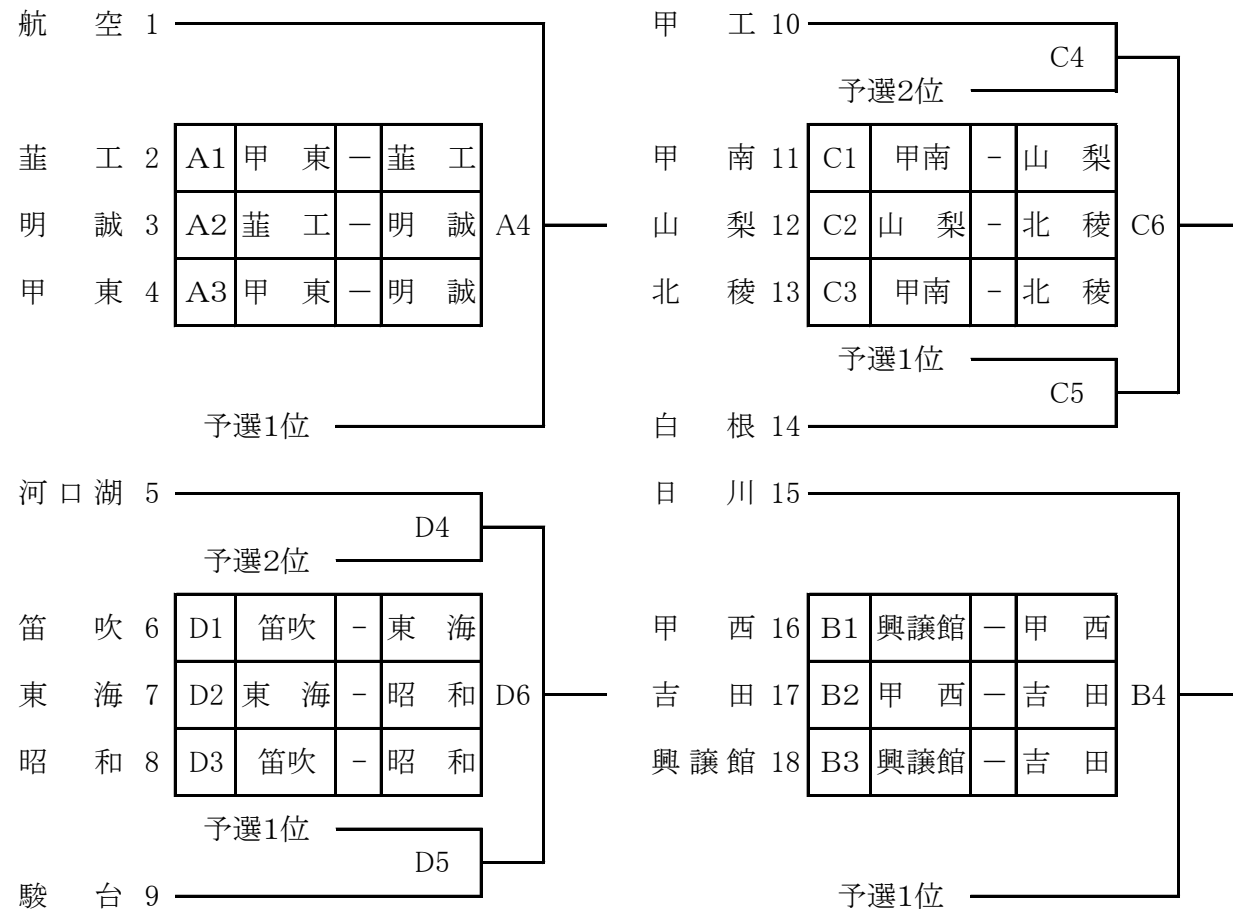 航 空 1
韮 工 2 A1 甲 東 － 韮 工
明 誠 3 A2 韮 工 － 明 誠 A4
甲 東 4 A3 甲 東 － 明 誠
予選1位
河口湖 5
D4
予選2位
笛 吹 6 D1 笛吹 - 東 海
東 海 7 D2 東 海 - 昭 和 D6
昭 和 8 D3 笛吹 - 昭 和
予選1位
D5
駿 台 9
甲 工 10
C4
予選2位
甲 南 11 C1 甲南 - 山 梨
山 梨 12 C2 山 梨 - 北 稜 C6
北 稜 13 C3 甲南 - 北 稜
予選1位
C5
白 根 14
日 川 15
甲 西 16 B1 興譲館 － 甲 西
吉 田 17 B2 甲 西 － 吉 田 B4
興譲館 18 B3 興譲館 － 吉 田
予選1位